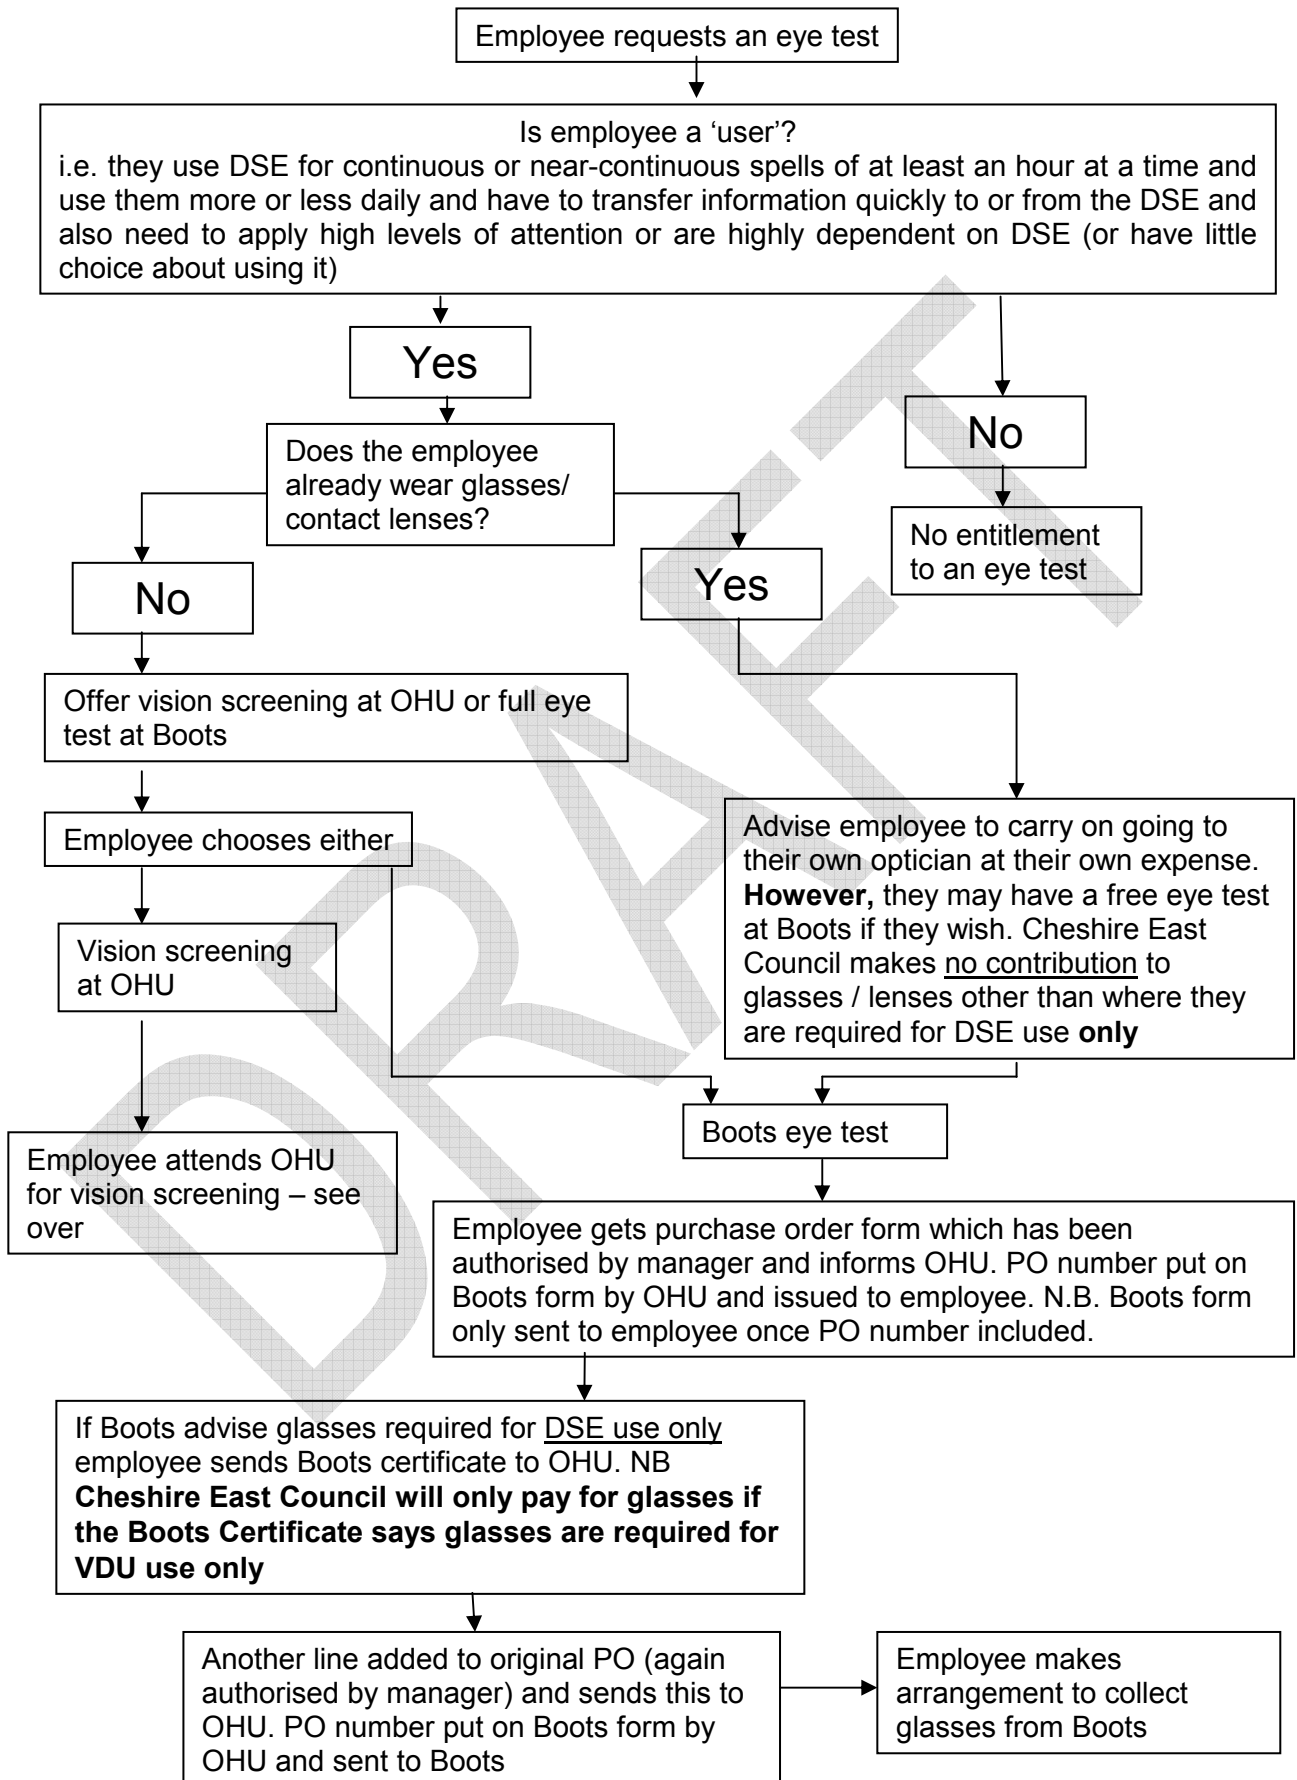 Employee requests an eye test
Is employee a ‘user’?
i.e. they use DSE for continuous or near-continuous spells of at least an hour at a time and
use them more or less daily and have to transfer information quickly to or from the DSE and
also need to apply high levels of attention or are highly dependent on DSE (or have little
choice about using it)
Yes
No
Does the employee
already wear glasses/
contact lenses?
No entitlement
to an eye test
No
Yes
Offer vision screening at OHU or full eye
test at Boots
Employee chooses either
Advise employee to carry on going to
their own optician at their own expense.
However, they may have a free eye test
at Boots if they wish. Cheshire East
Council makes no contribution to
glasses / lenses other than where they
are required for DSE use only
Vision screening
at OHU
Boots eye test
Employee attends OHU
for vision screening – see
over
Employee gets purchase order form which has been
authorised by manager and informs OHU. PO number put on
Boots form by OHU and issued to employee. N.B. Boots form
only sent to employee once PO number included.
If Boots advise glasses required for DSE use only
employee sends Boots certificate to OHU. NB
Cheshire East Council will only pay for glasses if
the Boots Certificate says glasses are required for
VDU use only
Another line added to original PO (again
authorised by manager) and sends this to
OHU. PO number put on Boots form by
OHU and sent to Boots
Employee makes
arrangement to collect
glasses from Boots
DRAFT